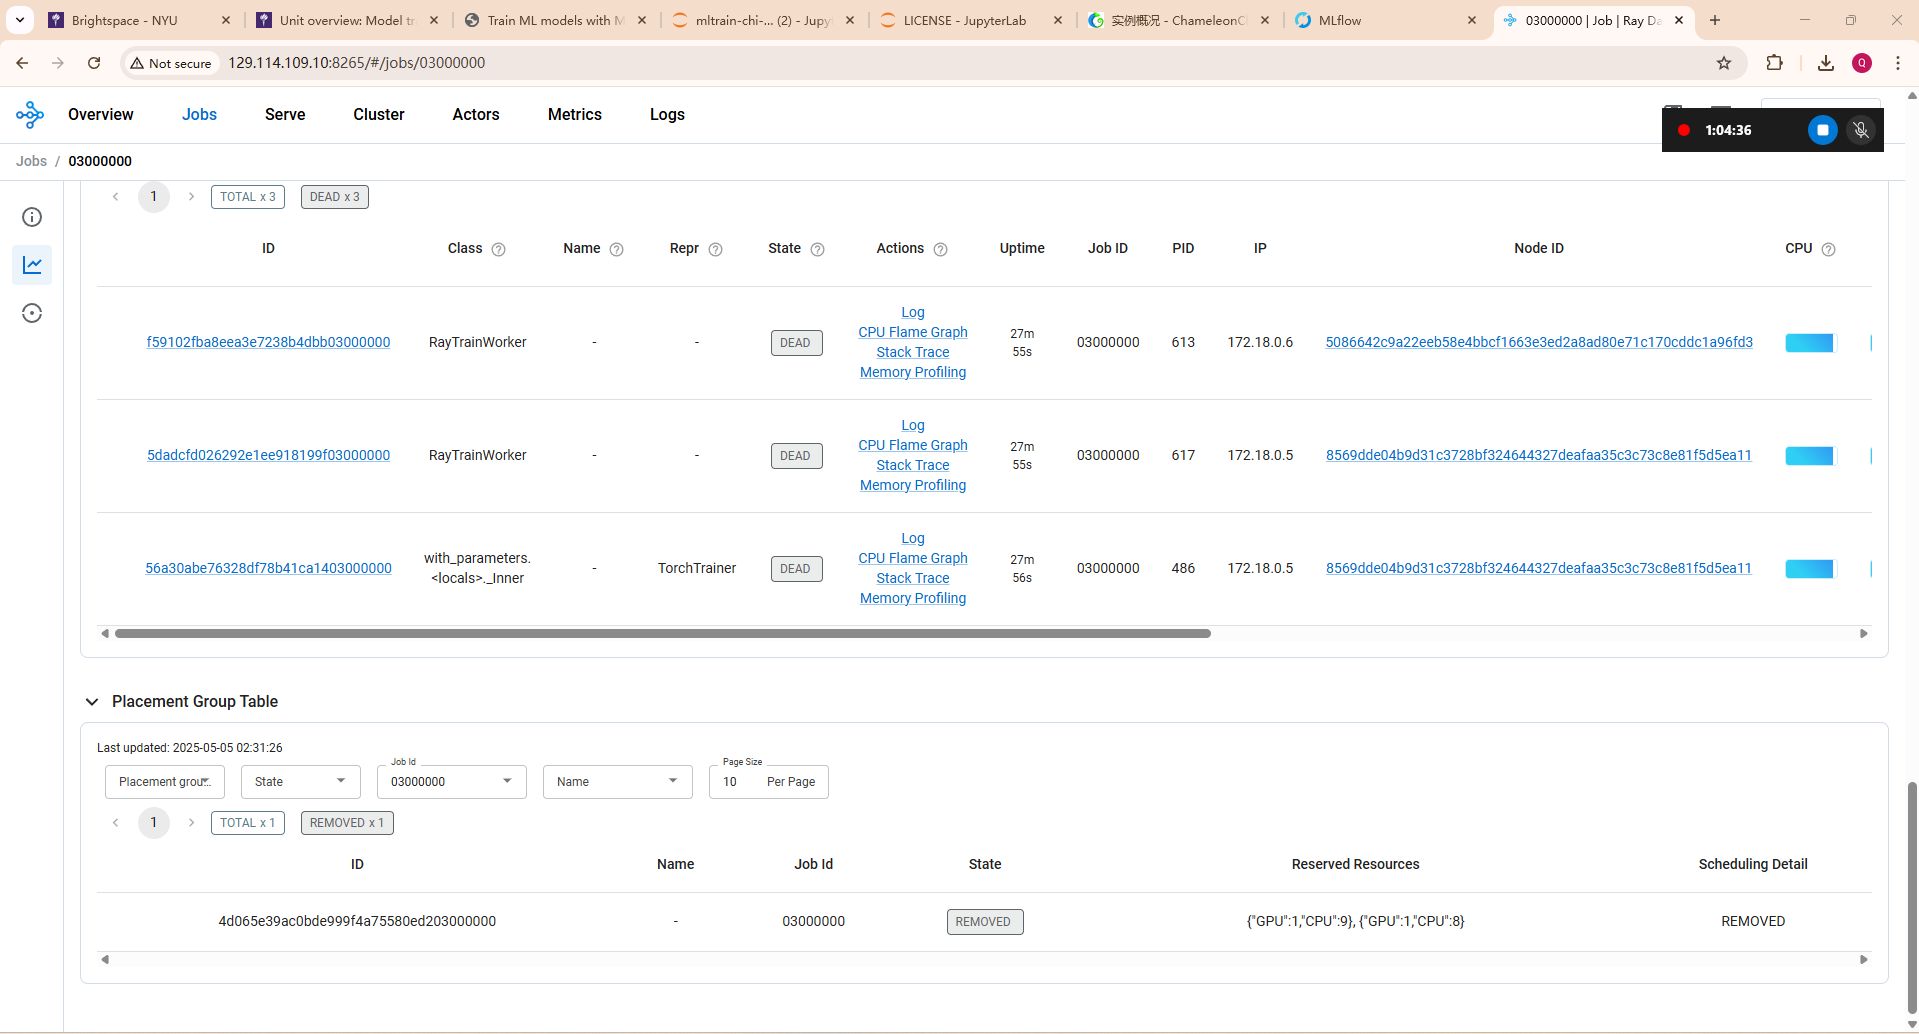 Brightspace - NYU
Unit overview: Model tr
Train ML models with M
mltrain-chi-... (2) - Jupy
LICENSE - JupyterLab
实例概况 - ChameleonC
MLflow
03000000 | Job | Ray Da
Not secure
129.114.109.10:8265/#/jobs/03000000
Q
Overview
Jobs
Serve
Cluster
Actors
Metrics
Logs
1:04:36
Jobs / 03000000
1
TOTAL x 3
DEAD x 3
ID Class Name Repr State Actions Uptime Job ID PID IP Node ID CPU
f59102fba8eea3e7238b4dbb03000000 RayTrainWorker - - DEAD Log CPU Flame Graph Stack Trace Memory Profiling 27m 55s 03000000 613 172.18.0.6 5086642c9a22eeb58e4bbcf1663e3ed2a8ad80e71c170cddc1a96fd3
5dadcfd026292e1ee918199f03000000 RayTrainWorker - - DEAD Log CPU Flame Graph Stack Trace Memory Profiling 27m 55s 03000000 617 172.18.0.5 8569dde04b9d31c3728bf324644327deafaa35c3c73c8e81f5d5ea11
56a30abe76328df78b41ca1403000000 with_parameters.<locals>._Inner - TorchTrainer DEAD Log CPU Flame Graph Stack Trace Memory Profiling 27m 56s 03000000 486 172.18.0.5 8569dde04b9d31c3728bf324644327deafaa35c3c73c8e81f5d5ea11
Placement Group Table
Last updated: 2025-05-05 02:31:26
Placement grou...
State
Job Id
03000000
Name
Page Size
10 Per Page
1
TOTAL x 1
REMOVED x 1
ID Name Job Id State Reserved Resources Scheduling Detail
4d065e39ac0bde999f4a75580ed203000000 - 03000000 REMOVED {"GPU":1,"CPU":9}, {"GPU":1,"CPU":8} REMOVED